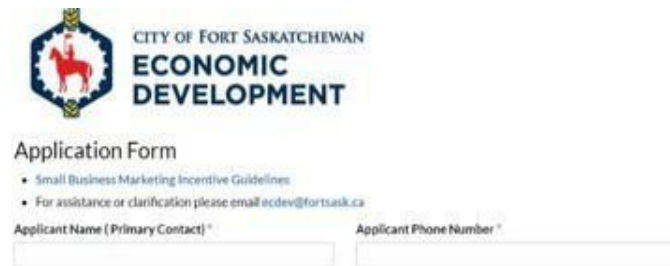 CITY OF FORT SASKATCHEWAN
ECONOMIC
DEVELOPMENT
Application Form
• Small Business Marketing Incentive Guidelines
• For assistance or clarification please email ecdev@fortsask.ca
Applicant Name ( Primary Contact) * Applicant Phone Number *